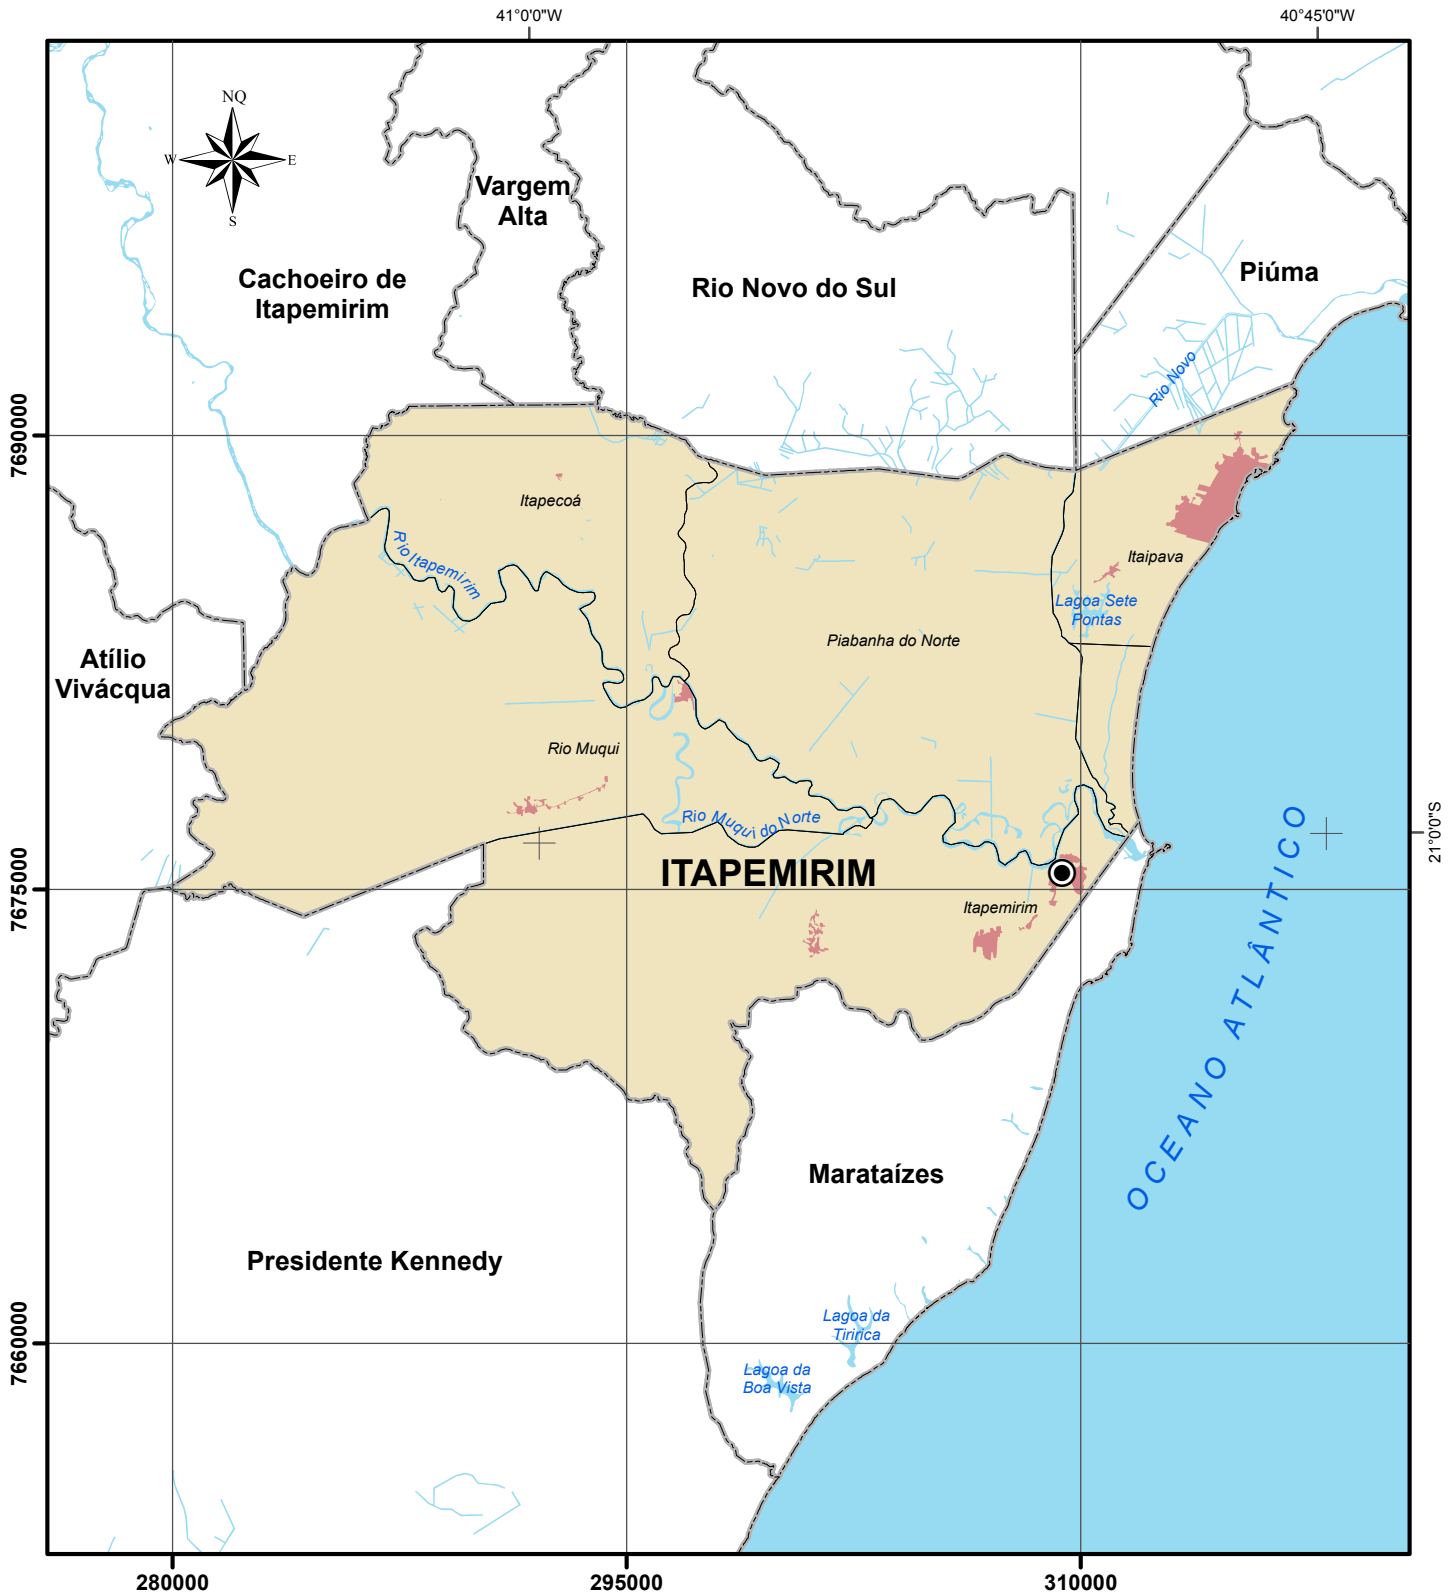 41°0'0"W
40°45'0"W
NQ
W
E
S
Vargem
Alta
Cachoeiro de
Itapemirim
Rio Novo do Sul
Piúma
Rio Novo
7690000
Itapecoá
Rio Itapemirim
Itaipava
Lagoa Sete
Pontas
Piabanha do Norte
Atílio
Vivácqua
Rio Muqui
Rio Muqui do Norte
21°0'0"S
ITAPEMIRIM
7675000
Itapemirim
OCEANO ATLÂNTICO
Marataízes
Presidente Kennedy
Lagoa da
Tiririca
7660000
Lagoa da
Boa Vista
280000
295000
310000